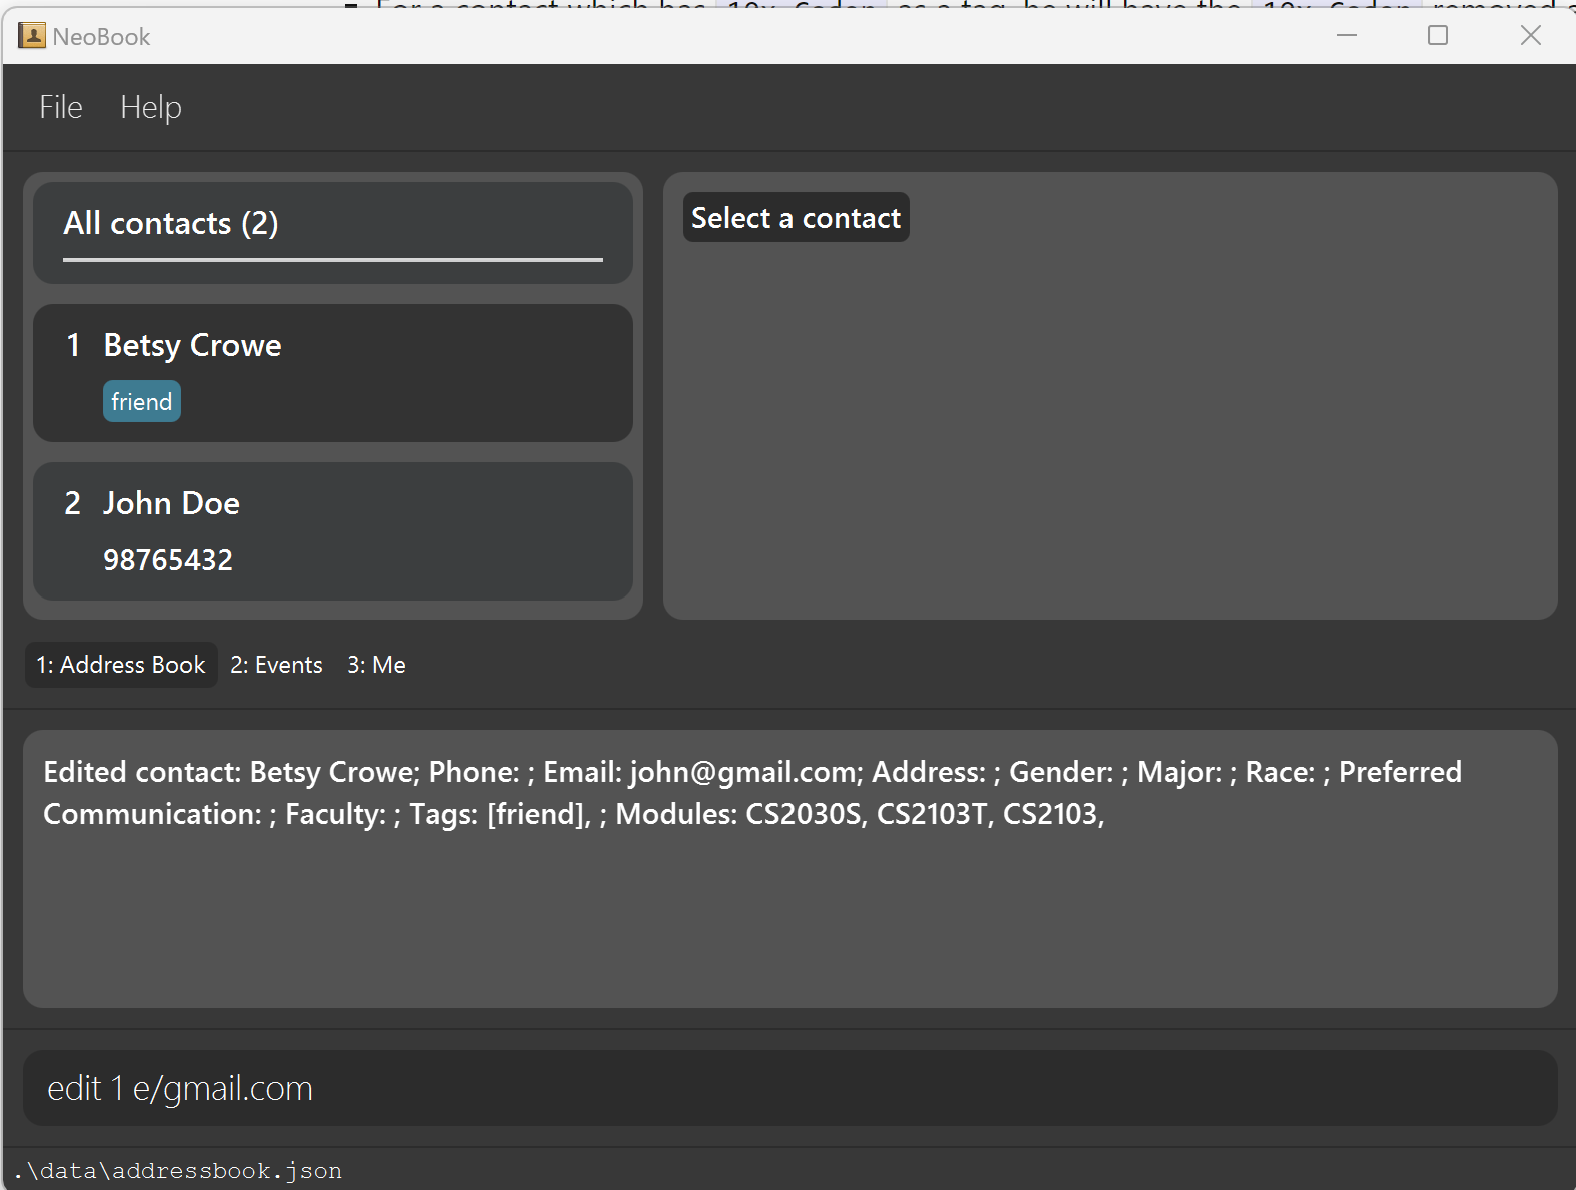 NeoBook
File Help
All contacts (2)
1 Betsy Crowe
friend
2 John Doe
98765432
Select a contact
1: Address Book 2: Events 3: Me
Edited contact: Betsy Crowe; Phone: ; Email: john@gmail.com; Address: ; Gender: ; Major: ; Race: ; Preferred
Communication: ; Faculty: ; Tags: [friend], ; Modules: CS2030S, CS2103T, CS2103,
edit 1 e/gmail.com
.\data\addressbook.json